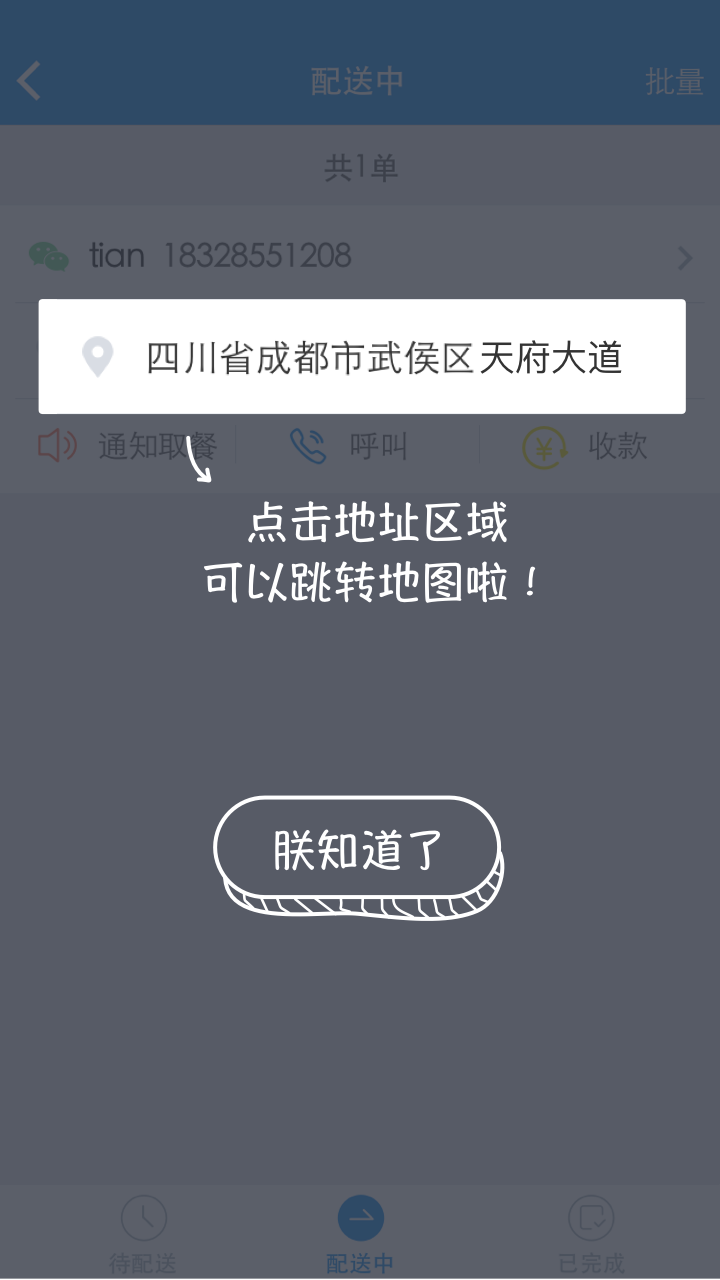 配送中
批量
共1单
tian 18328551208
四川省成都市武侯区天府大道
通知取餐
呼叫
收款
点击地址区域
可以跳转地图啦！
朕知道了
待配送
配送中
已完成